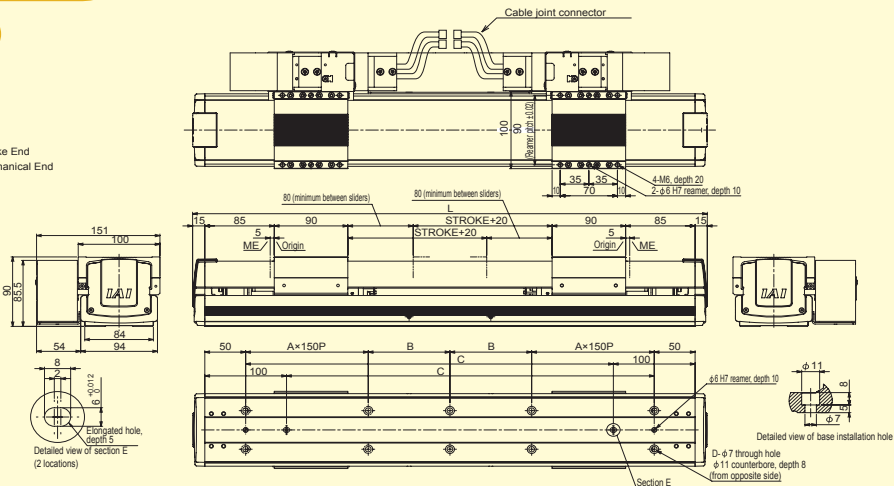 Cable joint connector
ke End
hanical End
100
90
(Reamer pitch ±0.02)
10
35
35
10
70
4-M6, depth 20
2-φ6 H7 reamer, depth 10
80 (minimum between sliders)
80 (minimum between sliders)
L
15
85
90
STROKE+20
90
85
15
STROKE+20
5
ME
Origin
5
Origin
ME
151
100
90
85.5
IAI
84
54
94
IAI
50
A×150P
B
B
A×150P
50
C
100
100
C
8
2
6 +0.012 0
Elongated hole,
depth 5
Detailed view of section E
(2 locations)
φ6 H7 reamer, depth 10
D-φ7 through hole
φ11 counterbore, depth 8
(from opposite side)
Section E
φ11
8
5
φ7
Detailed view of base installation hole